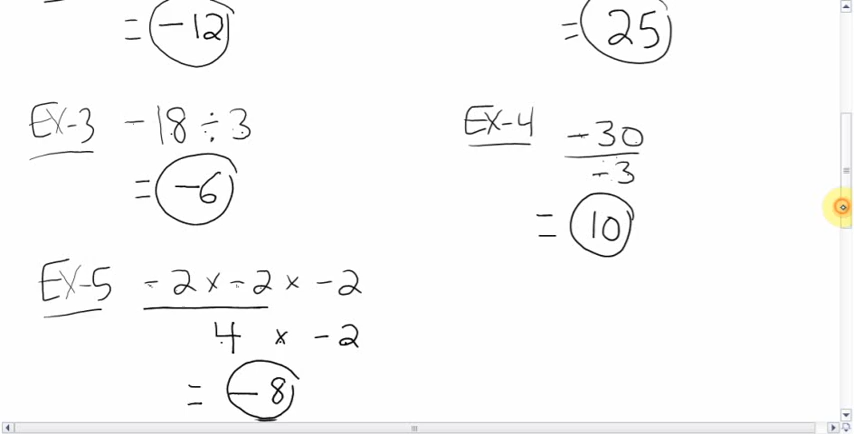 = -12
= 25
EX-3 -18 ÷ 3
= -6
EX-4 -30
-3
= 10
EX-5 -2 x -2 x -2
4 x -2
= -8